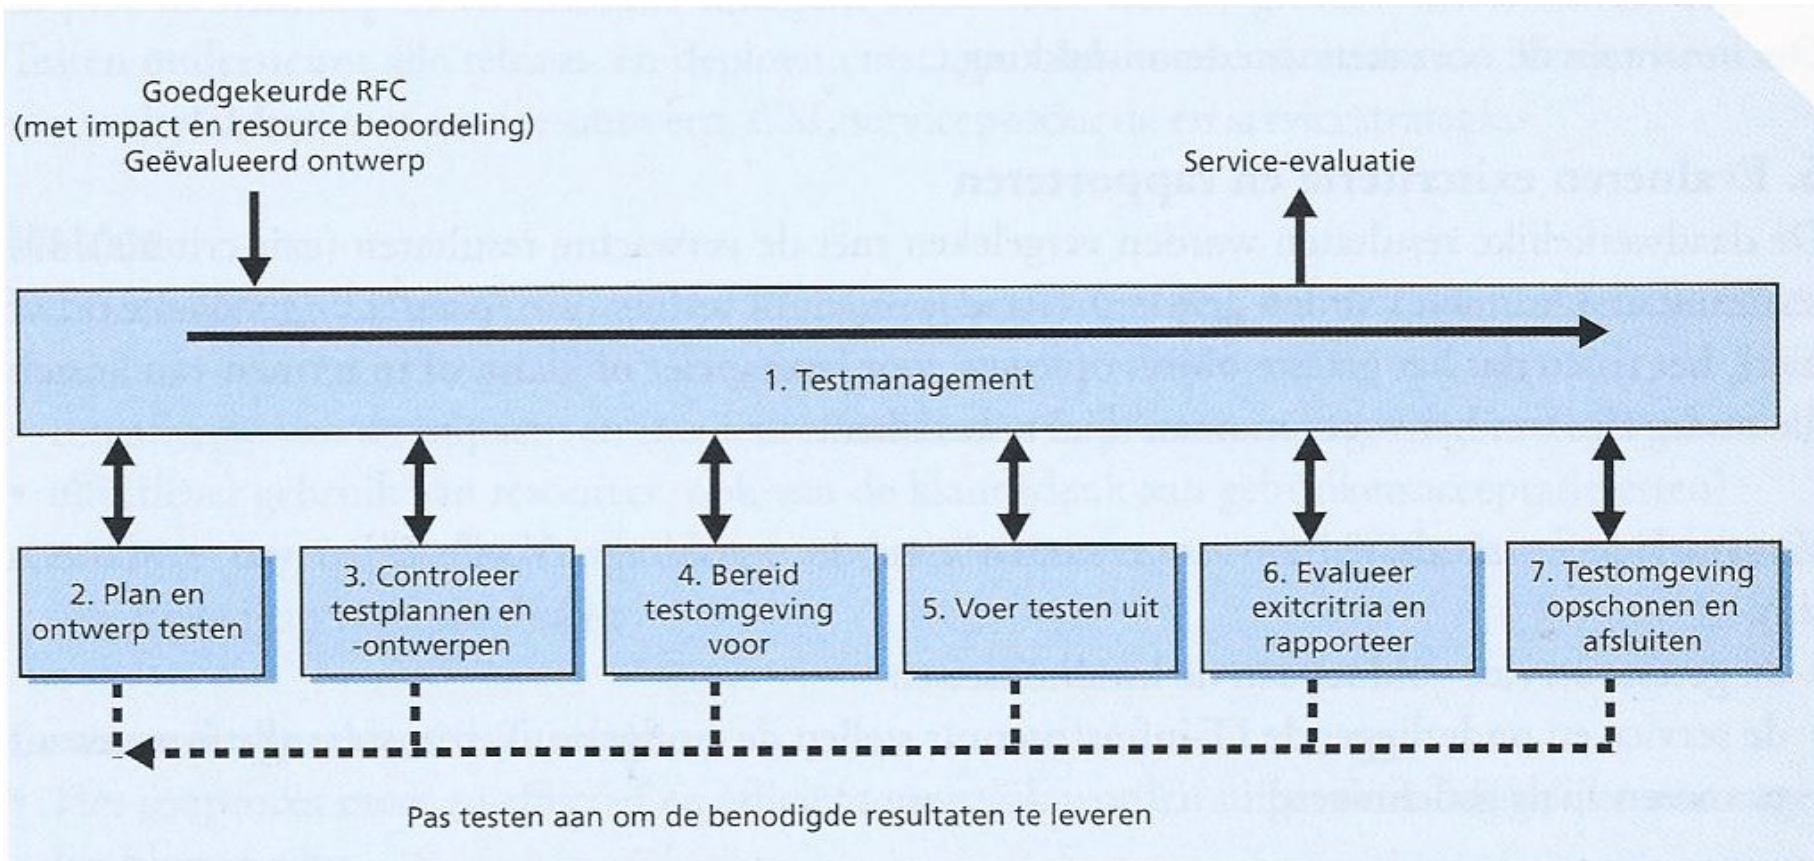 Goedgekeurde RFC
(met impact en resource beoordeling)
Geëvalueerd ontwerp
Service-evaluatie
1. Testmanagement
2. Plan en
ontwerp testen
3. Controleer
testplannen en
-ontwerpen
4. Bereid
testomgeving
voor
5. Voer testen uit
6. Evalueer
exitcritria en
rapporteer
7. Testomgeving
opschonen en
afsluiten
Pas testen aan om de benodigde resultaten te leveren